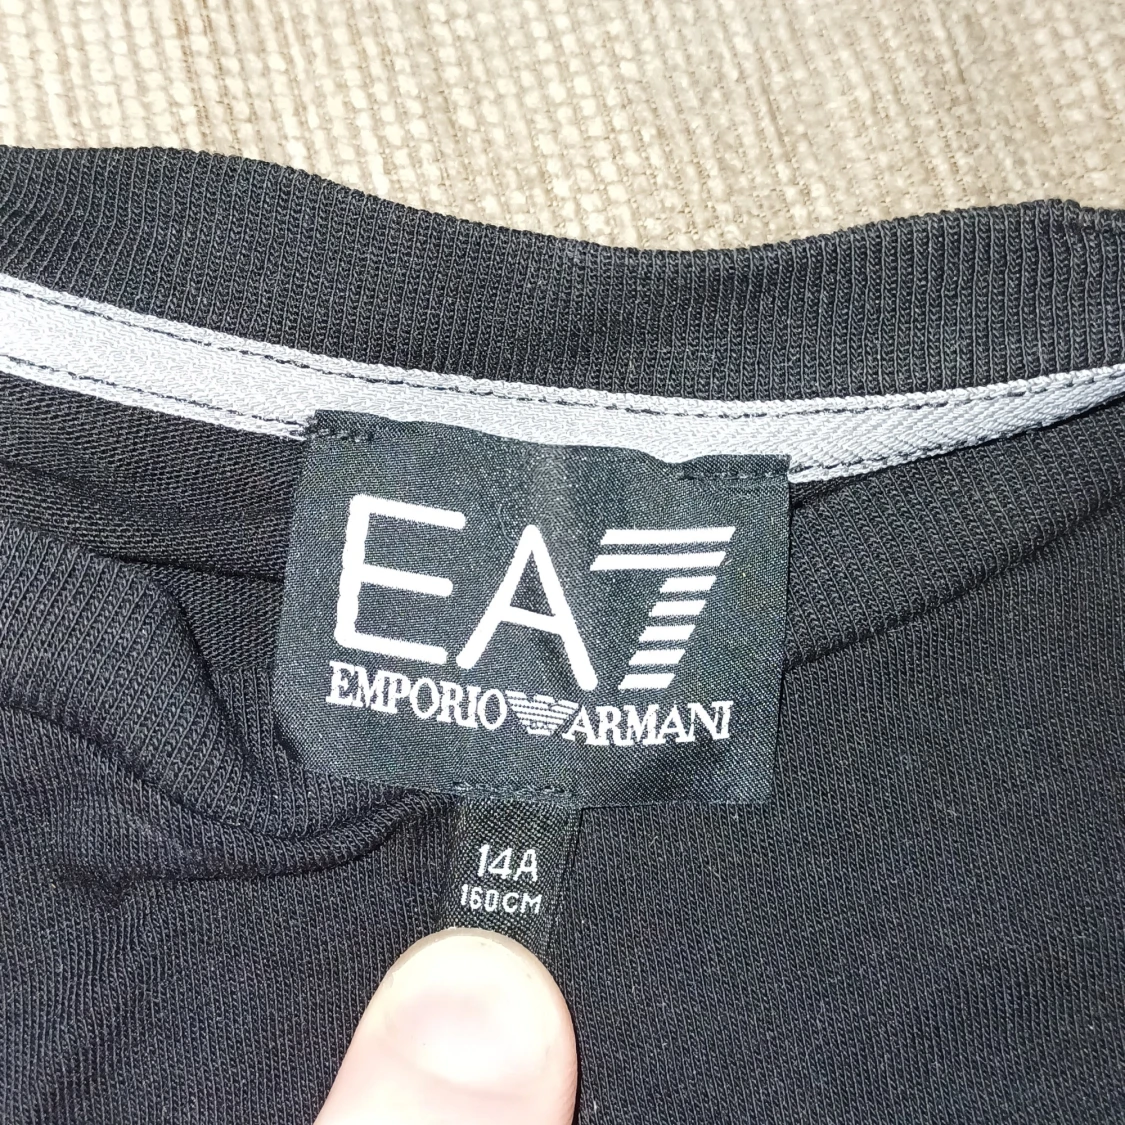 EA7
EMPORIO ARMANI
14A
160CM